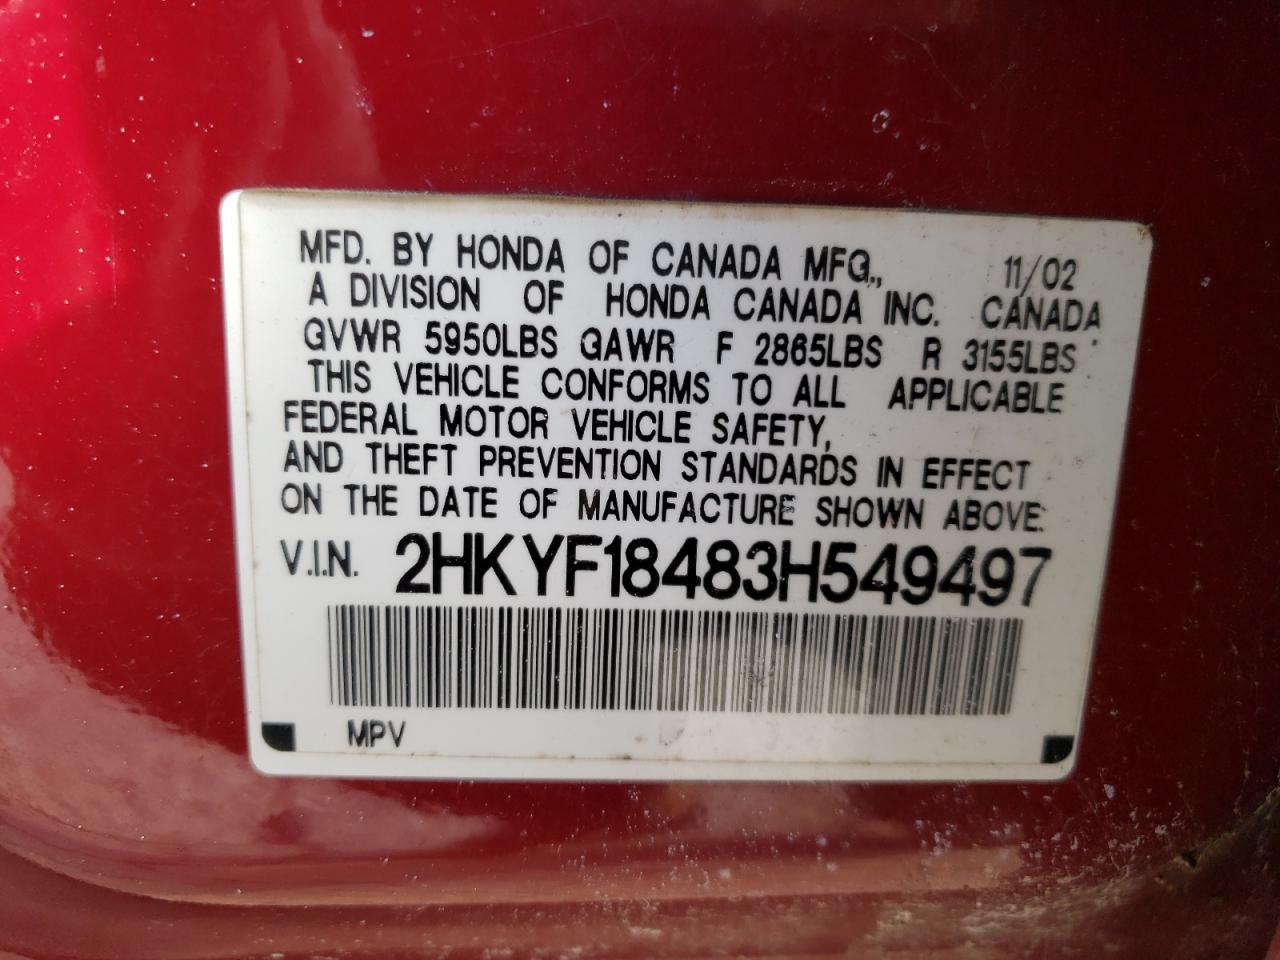 MFD. BY HONDA OF CANADA MFG., 11/02
A DIVISION OF HONDA CANADA INC. CANADA
GVWR 5950LBS GAWR F 2865LBS R 3155LBS
THIS VEHICLE CONFORMS TO ALL APPLICABLE
FEDERAL MOTOR VEHICLE SAFETY,
AND THEFT PREVENTION STANDARDS IN EFFECT
ON THE DATE OF MANUFACTURE SHOWN ABOVE.
V.I.N. 2HKYF18483H549497
MPV